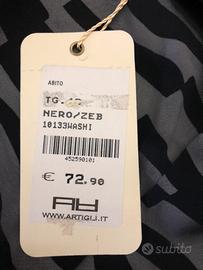 ABITO
TG.
NERO/ZEB
10133WASHI
452590101
€ 72.90
WWW.ARTIGLI.IT
subito